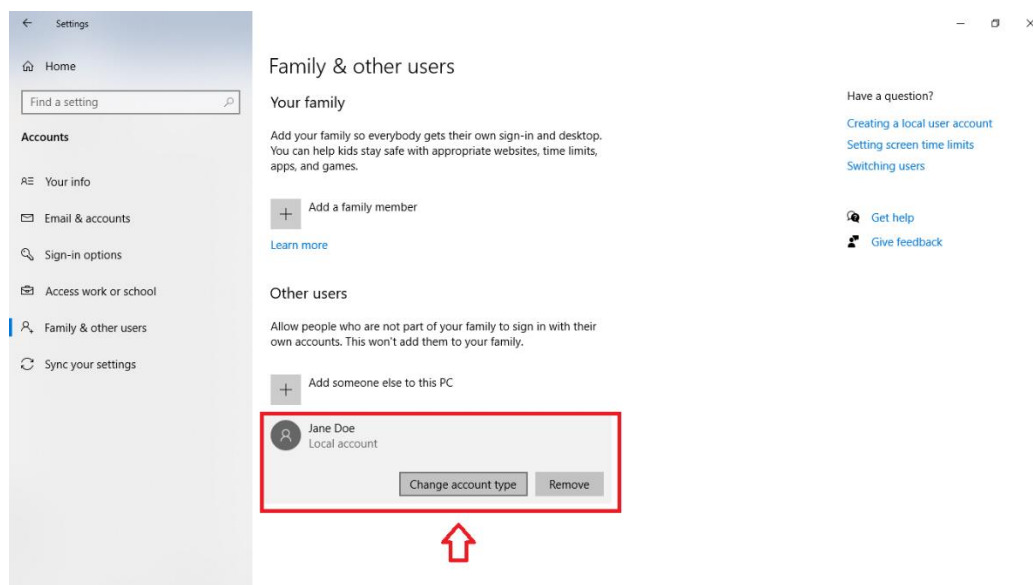 Settings
Home
Find a setting
Accounts
Your info
Email & accounts
Sign-in options
Access work or school
Family & other users
Sync your settings
Family & other users
Your family
Add your family so everybody gets their own sign-in and desktop.
You can help kids stay safe with appropriate websites, time limits,
apps, and games.
Add a family member
Learn more
Other users
Allow people who are not part of your family to sign in with their
own accounts. This won't add them to your family.
Add someone else to this PC
Jane Doe
Local account
Change account type
Remove
Have a question?
Creating a local user account
Setting screen time limits
Switching users
Get help
Give feedback